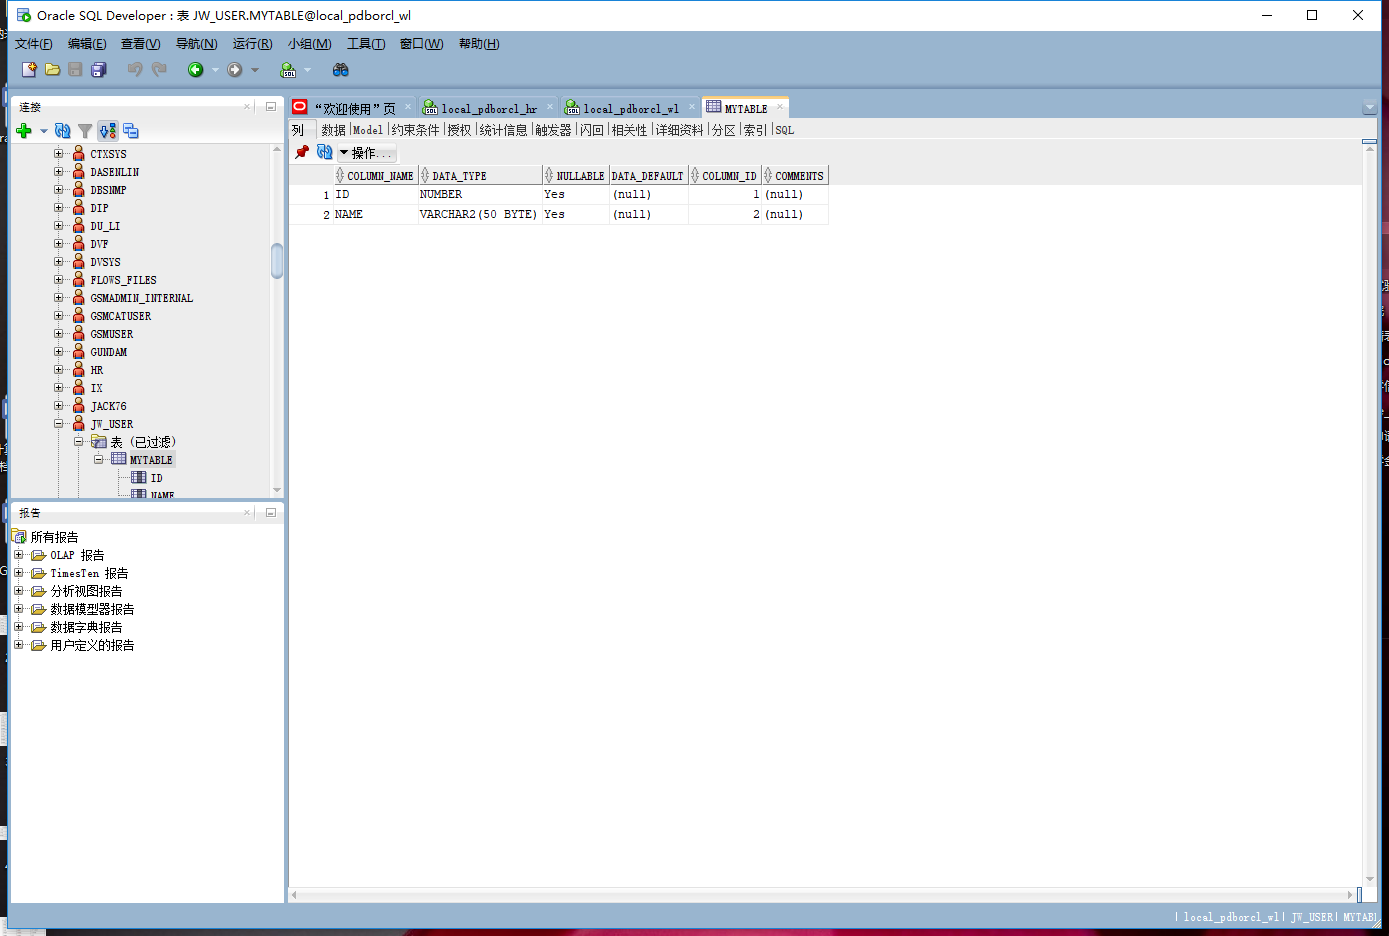 Oracle SQL Developer : 表 JW_USER.MYTABLE@local_pdborcl_wl
文件(F) 编辑(E) 查看(V) 导航(N) 运行(R) 小组(M) 工具(T) 窗口(W) 帮助(H)
连接
CTXSYS
DASENLIN
DBSNMP
DIP
DU_LI
DVF
DVSYS
FLOWS_FILES
GSMADMIN_INTERNAL
GSMCATUSER
GSMUSER
GUNDAM
HR
IX
JACK76
JW_USER
表 (已过滤)
MYTABLE
ID
NAME
报告
所有报告
OLAP 报告
TimesTen 报告
分析视图报告
数据模型器报告
数据字典报告
用户定义的报告
“欢迎使用”页 local_pdborcl_hr local_pdborcl_wl MYTABLE
列 数据 Model 约束条件 授权 统计信息 触发器 闪回 相关性 详细资料 分区 索引 SQL
操作...
COLUMN_NAME DATA_TYPE NULLABLE DATA_DEFAULT COLUMN_ID COMMENTS
1 ID NUMBER Yes (null) 1 (null)
2 NAME VARCHAR2(50 BYTE) Yes (null) 2 (null)
local_pdborcl_wl JW_USER MYTABL